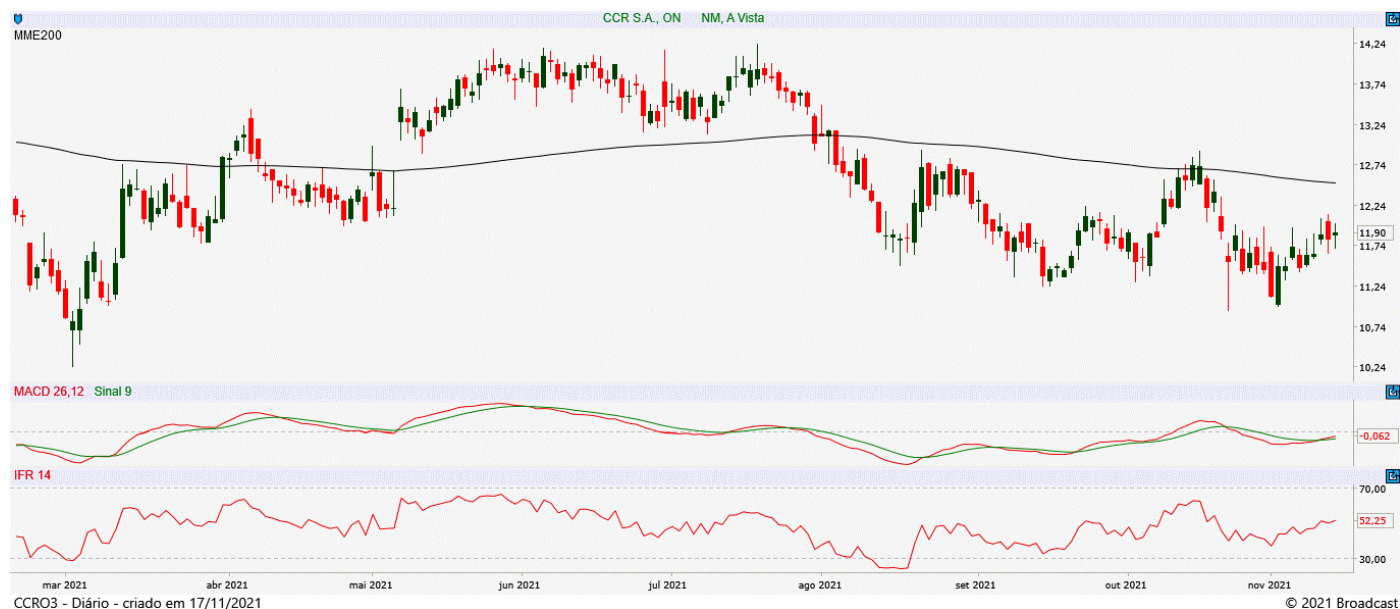 CCR S.A., ON NM, A Vista
MME200
14,24
13,74
13,24
12,74
12,24
11,90
11,74
11,24
10,74
10,24
MACD 26,12 Sinal 9
-0,062
IFR 14
70,00
52,25
30,00
mar 2021 abr 2021 mai 2021 jun 2021 jul 2021 ago 2021 set 2021 out 2021 nov 2021
CCRO3 - Diário - criado em 17/11/2021 © 2021 Broadcast